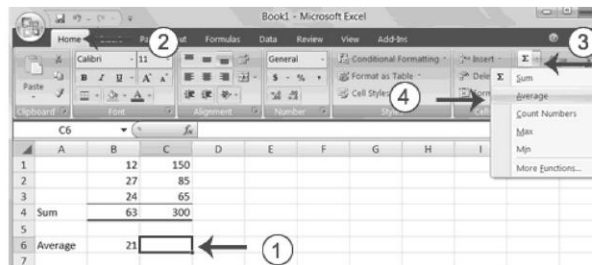 Book1 - Microsoft Excel
Home Formulas Data Review View Add-Ins
2
3
Calibri 11 General Conditional Formatting Insert Σ
Paste B I U A A $ % , Format as Table Σ Sum
4
A Cell Styles Average
Clipboard Font Alignment Number Styles Count Numbers
C6 fx Max
Min
A B C D E F G H I More Functions...
1 12 150
2 27 85
3 24 65
4 Sum 63 300
5
6 Average 21
1
7